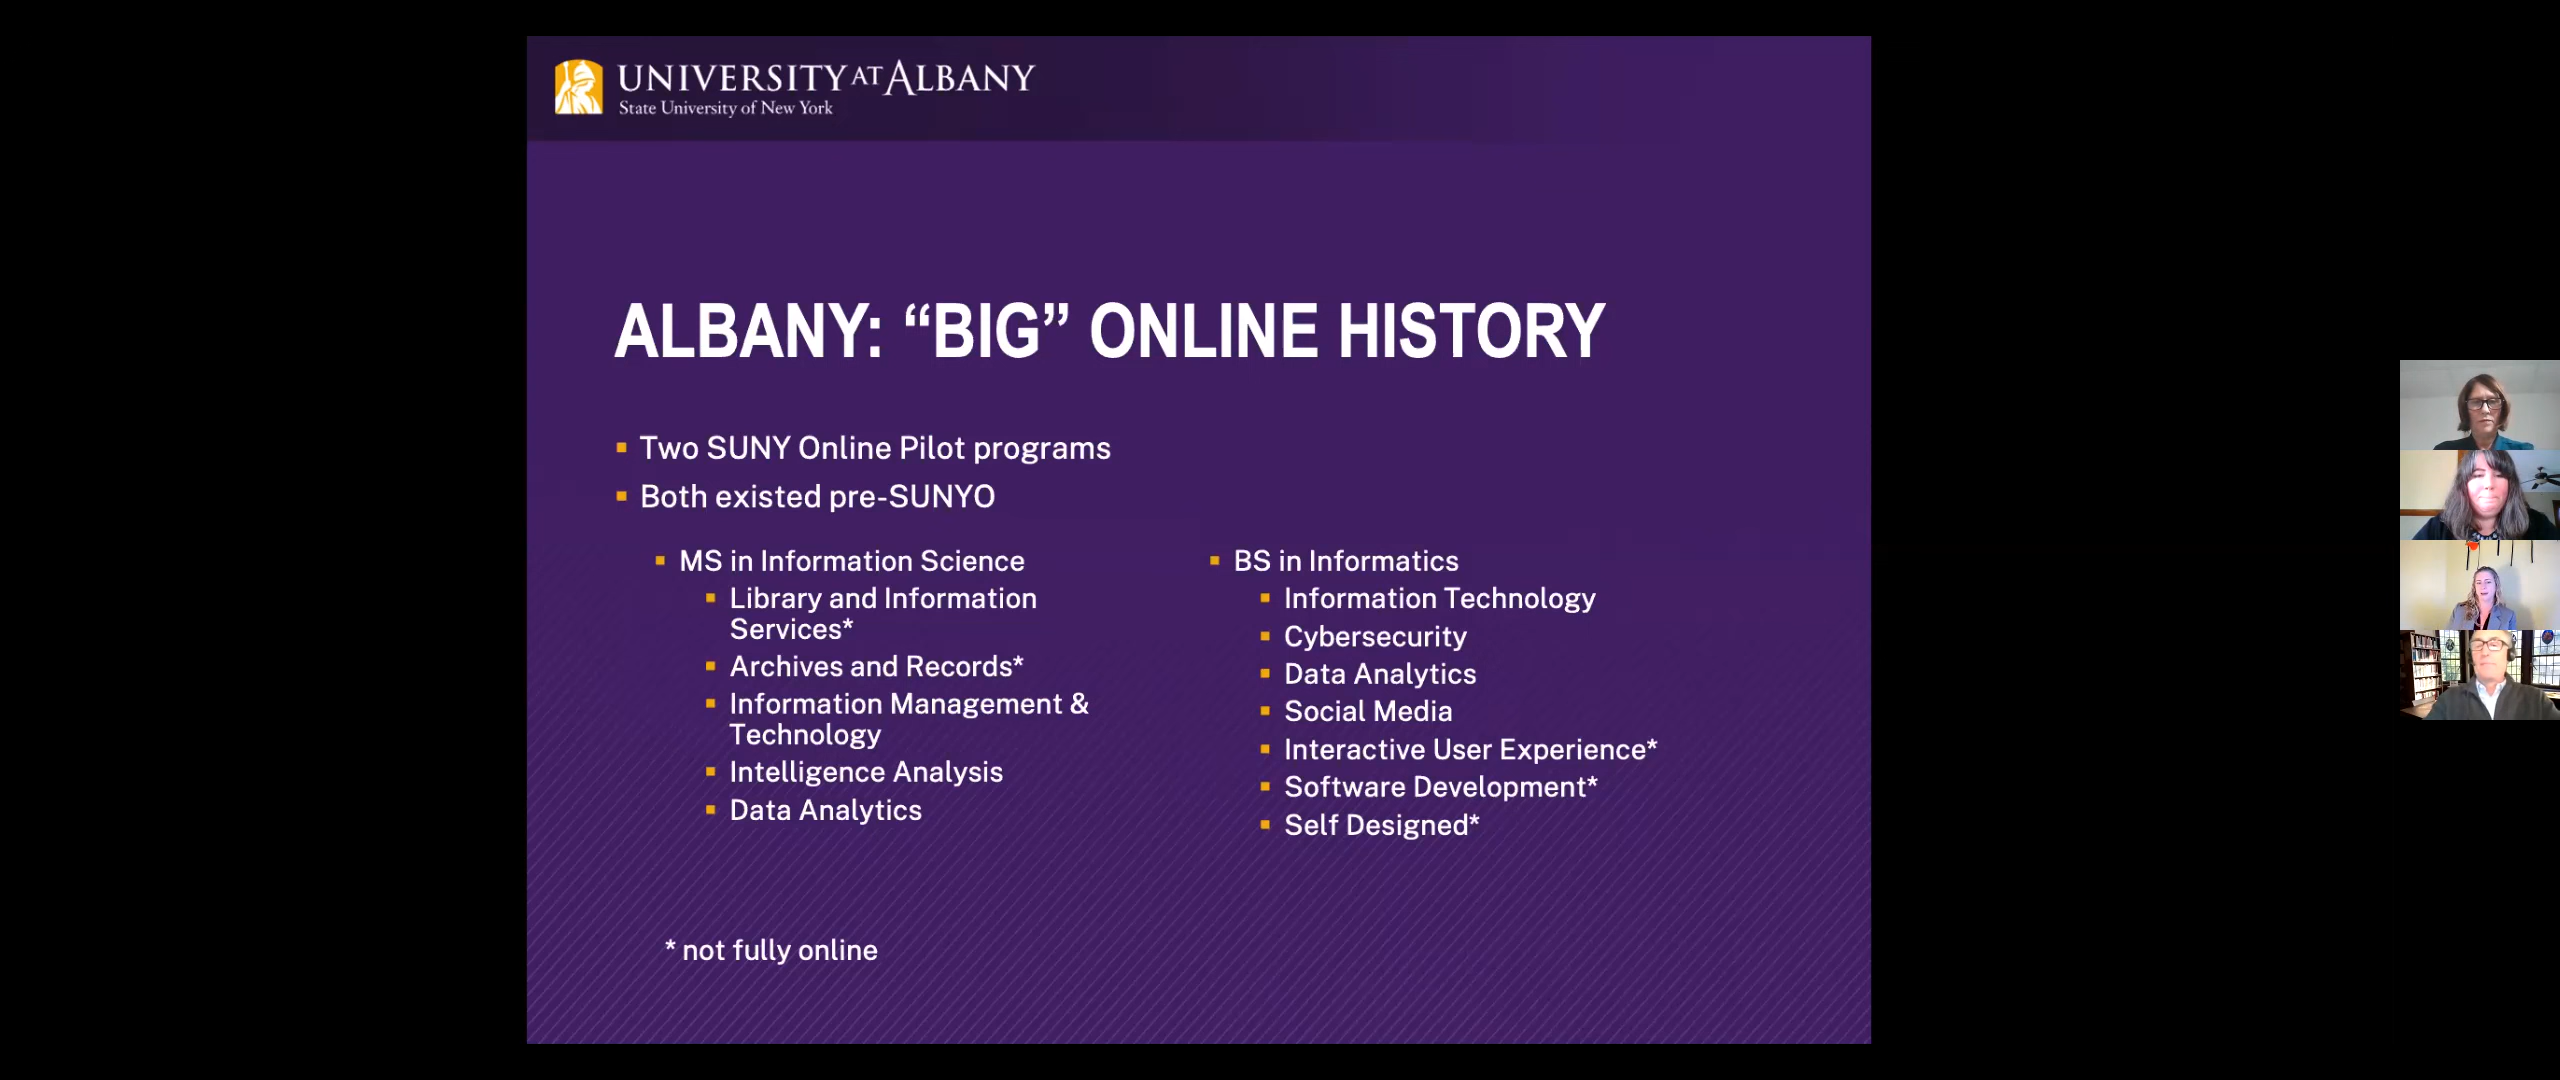 UNIVERSITY AT ALBANY
State University of New York
ALBANY: “BIG” ONLINE HISTORY
Two SUNY Online Pilot programs
Both existed pre-SUNYO
MS in Information Science
Library and Information
Services*
Archives and Records*
Information Management &
Technology
Intelligence Analysis
Data Analytics
BS in Informatics
Information Technology
Cybersecurity
Data Analytics
Social Media
Interactive User Experience*
Software Development*
Self Designed*
* not fully online